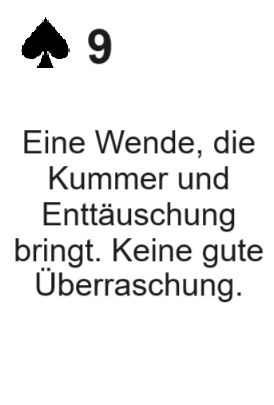 ♠ 9
Eine Wende, die
Kummer und
Enttäuschung
bringt. Keine gute
Überraschung.